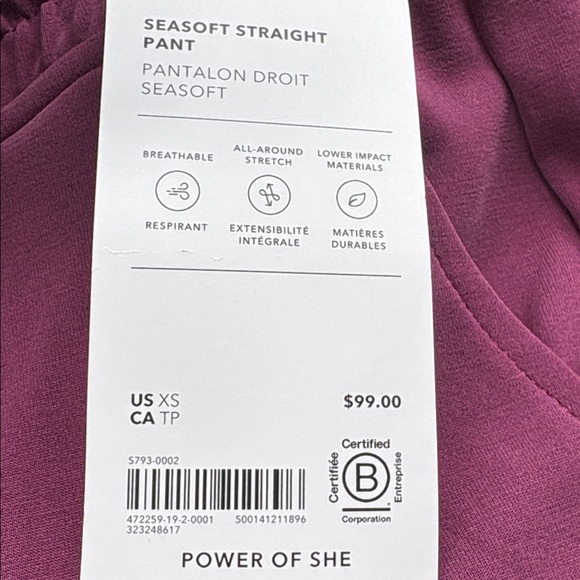 SEASOFT STRAIGHT
PANT
PANTALON DROIT
SEASOFT
BREATHABLE
ALL-AROUND
STRETCH
LOWER IMPACT
MATERIALS
RESPIRANT
EXTENSIBILITÉ
INTÉGRALE
MATIÈRES
DURABLES
US XS
CA TP
$99.00
S793-0002
472259-19-2-0001 500141211896
323248617
Certified
Certifiée
B
Entreprise
Corporation
POWER OF SHE